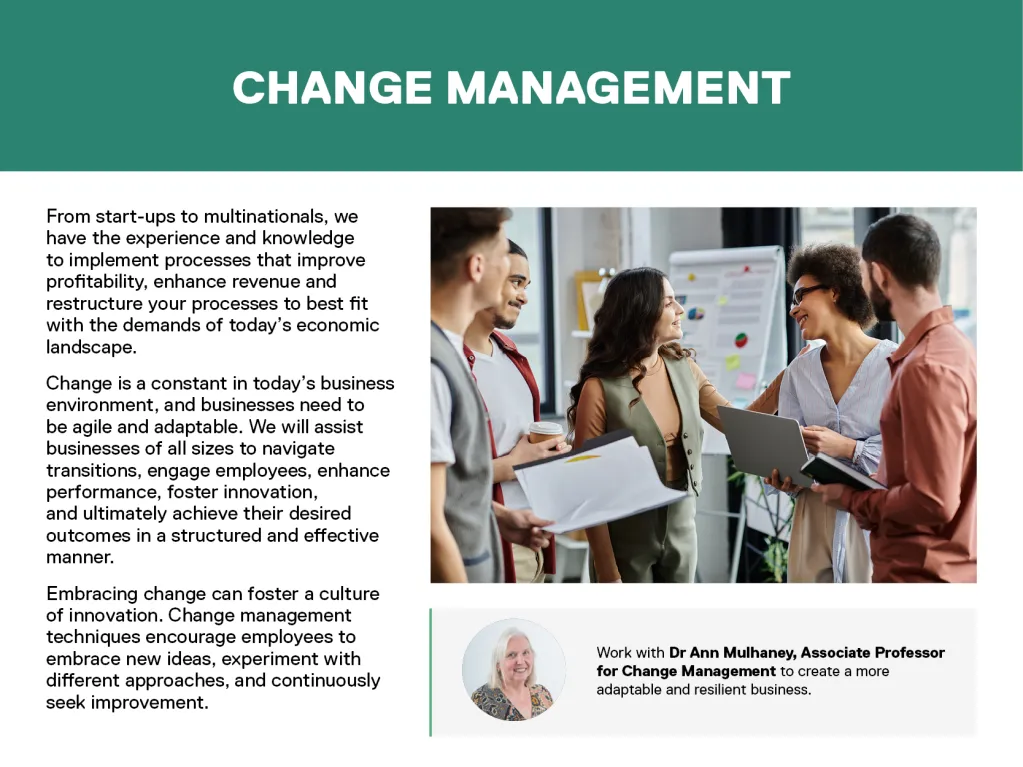 CHANGE MANAGEMENT
From start-ups to multinationals, we
have the experience and knowledge
to implement processes that improve
profitability, enhance revenue and
restructure your processes to best fit
with the demands of today’s economic
landscape.
Change is a constant in today’s business
environment, and businesses need to
be agile and adaptable. We will assist
businesses of all sizes to navigate
transitions, engage employees, enhance
performance, foster innovation,
and ultimately achieve their desired
outcomes in a structured and effective
manner.
Embracing change can foster a culture
of innovation. Change management
techniques encourage employees to
embrace new ideas, experiment with
different approaches, and continuously
seek improvement.
Work with Dr Ann Mulhaney, Associate Professor
for Change Management to create a more
adaptable and resilient business.